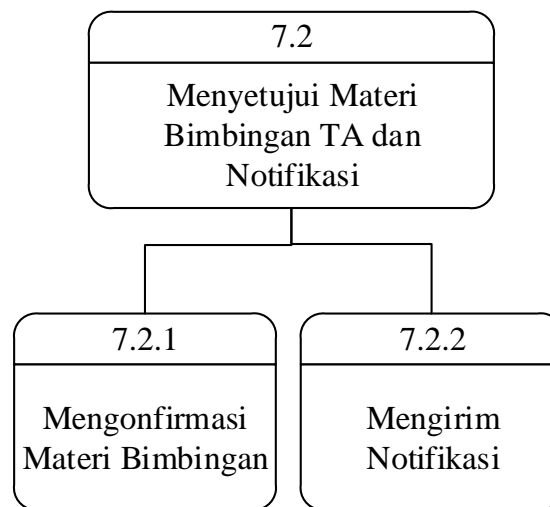 7.2
Menyetujui Materi
Bimbingan TA dan
Notifikasi
7.2.1
Mengonfirmasi
Materi Bimbingan
7.2.2
Mengirim
Notifikasi